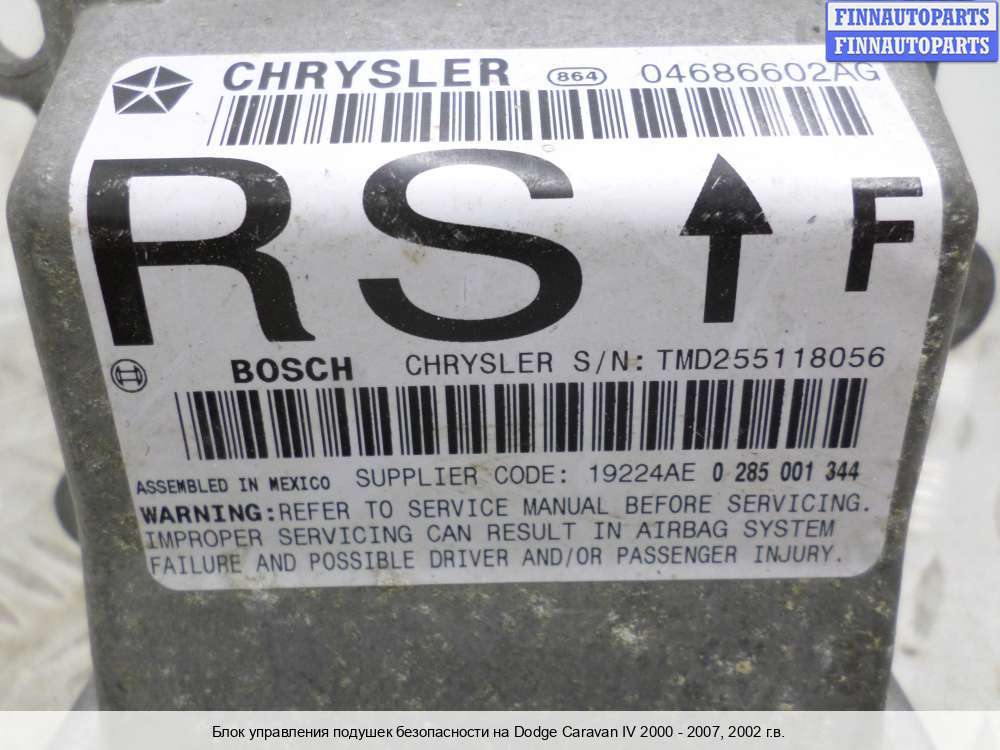 FINNAUTOPARTS
FINNAUTOPARTS
CHRYSLER 864 04686602AG
RS F
BOSCH CHRYSLER S/N: TMD255118056
ASSEMBLED IN MEXICO SUPPLIER CODE: 19224AE 0 285 001 344
WARNING:REFER TO SERVICE MANUAL BEFORE SERVICING.
IMPROPER SERVICING CAN RESULT IN AIRBAG SYSTEM
FAILURE AND POSSIBLE DRIVER AND/OR PASSENGER INJURY.
Блок управления подушек безопасности на Dodge Caravan IV 2000 - 2007, 2002 г.в.